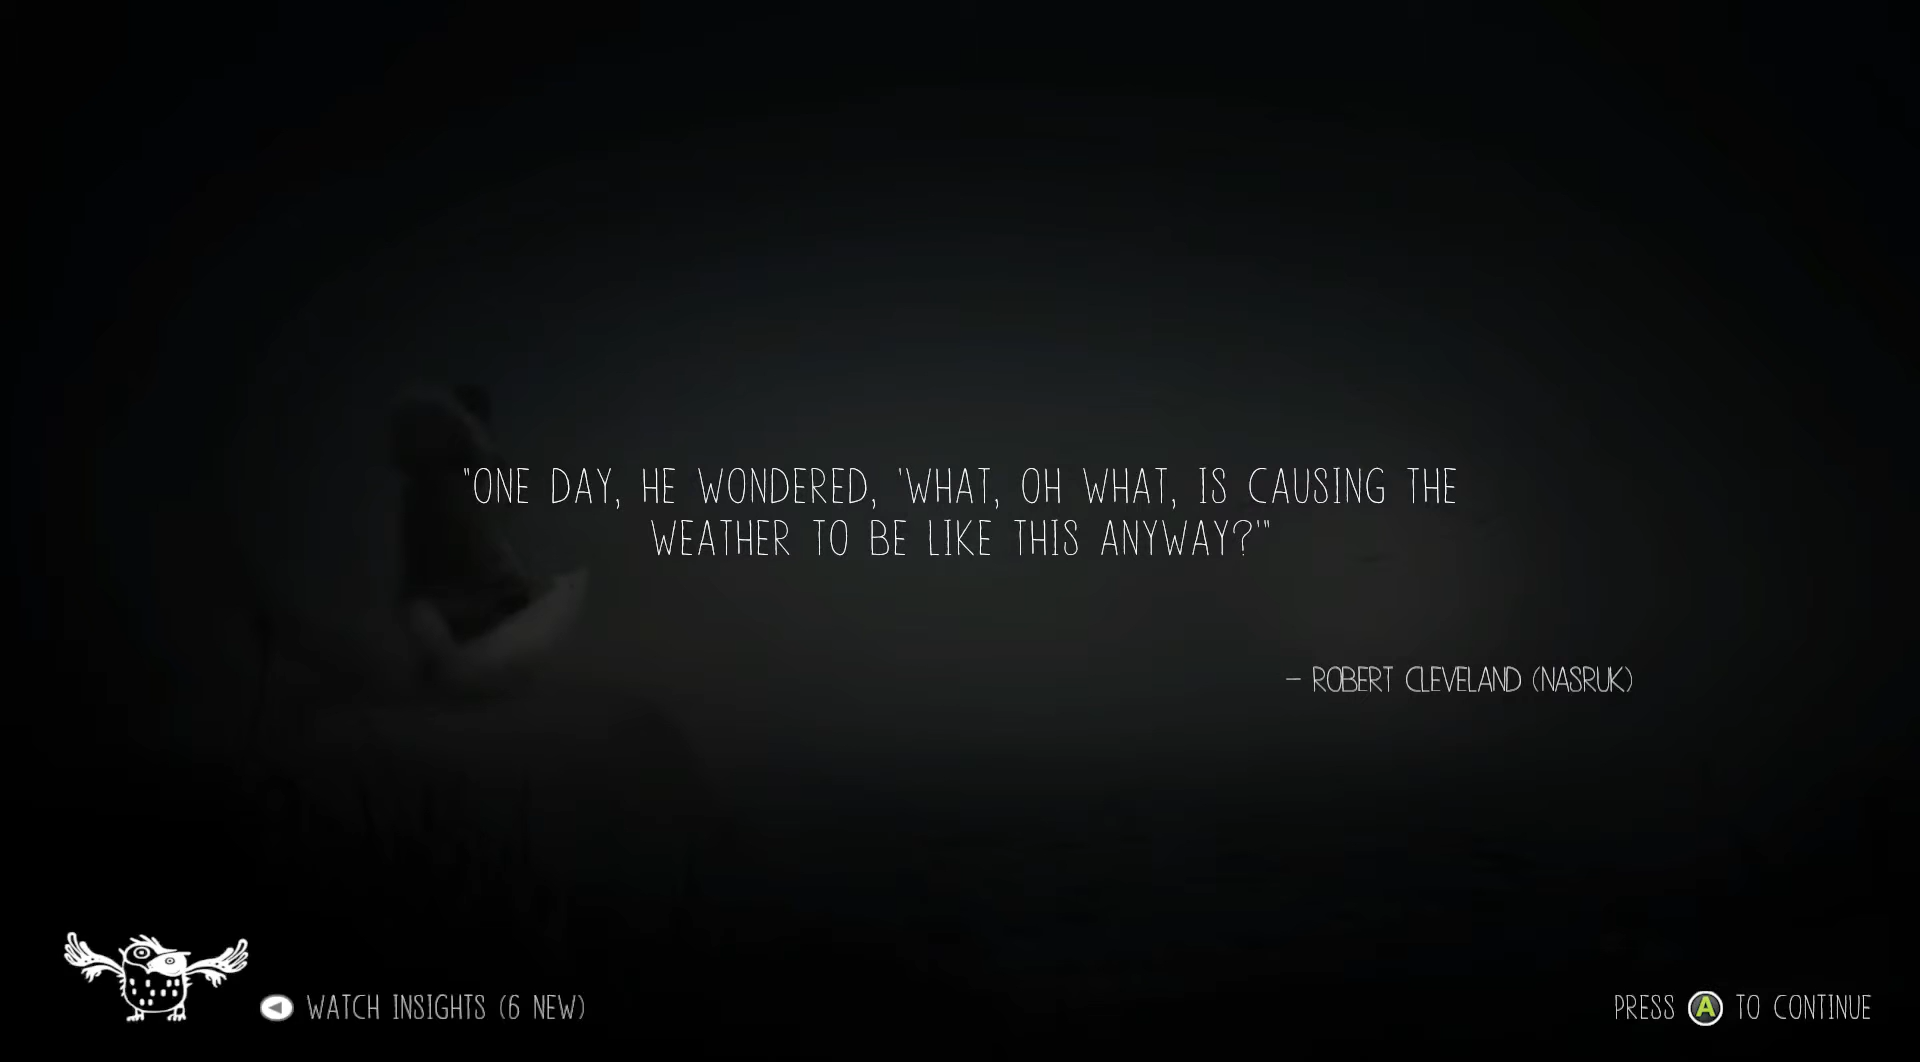 "ONE DAY, HE WONDERED, 'WHAT, OH WHAT, IS CAUSING THE
WEATHER TO BE LIKE THIS ANYWAY?'"
– ROBERT CLEVELAND (NASRUK)
WATCH INSIGHTS (6 NEW)
PRESS A TO CONTINUE